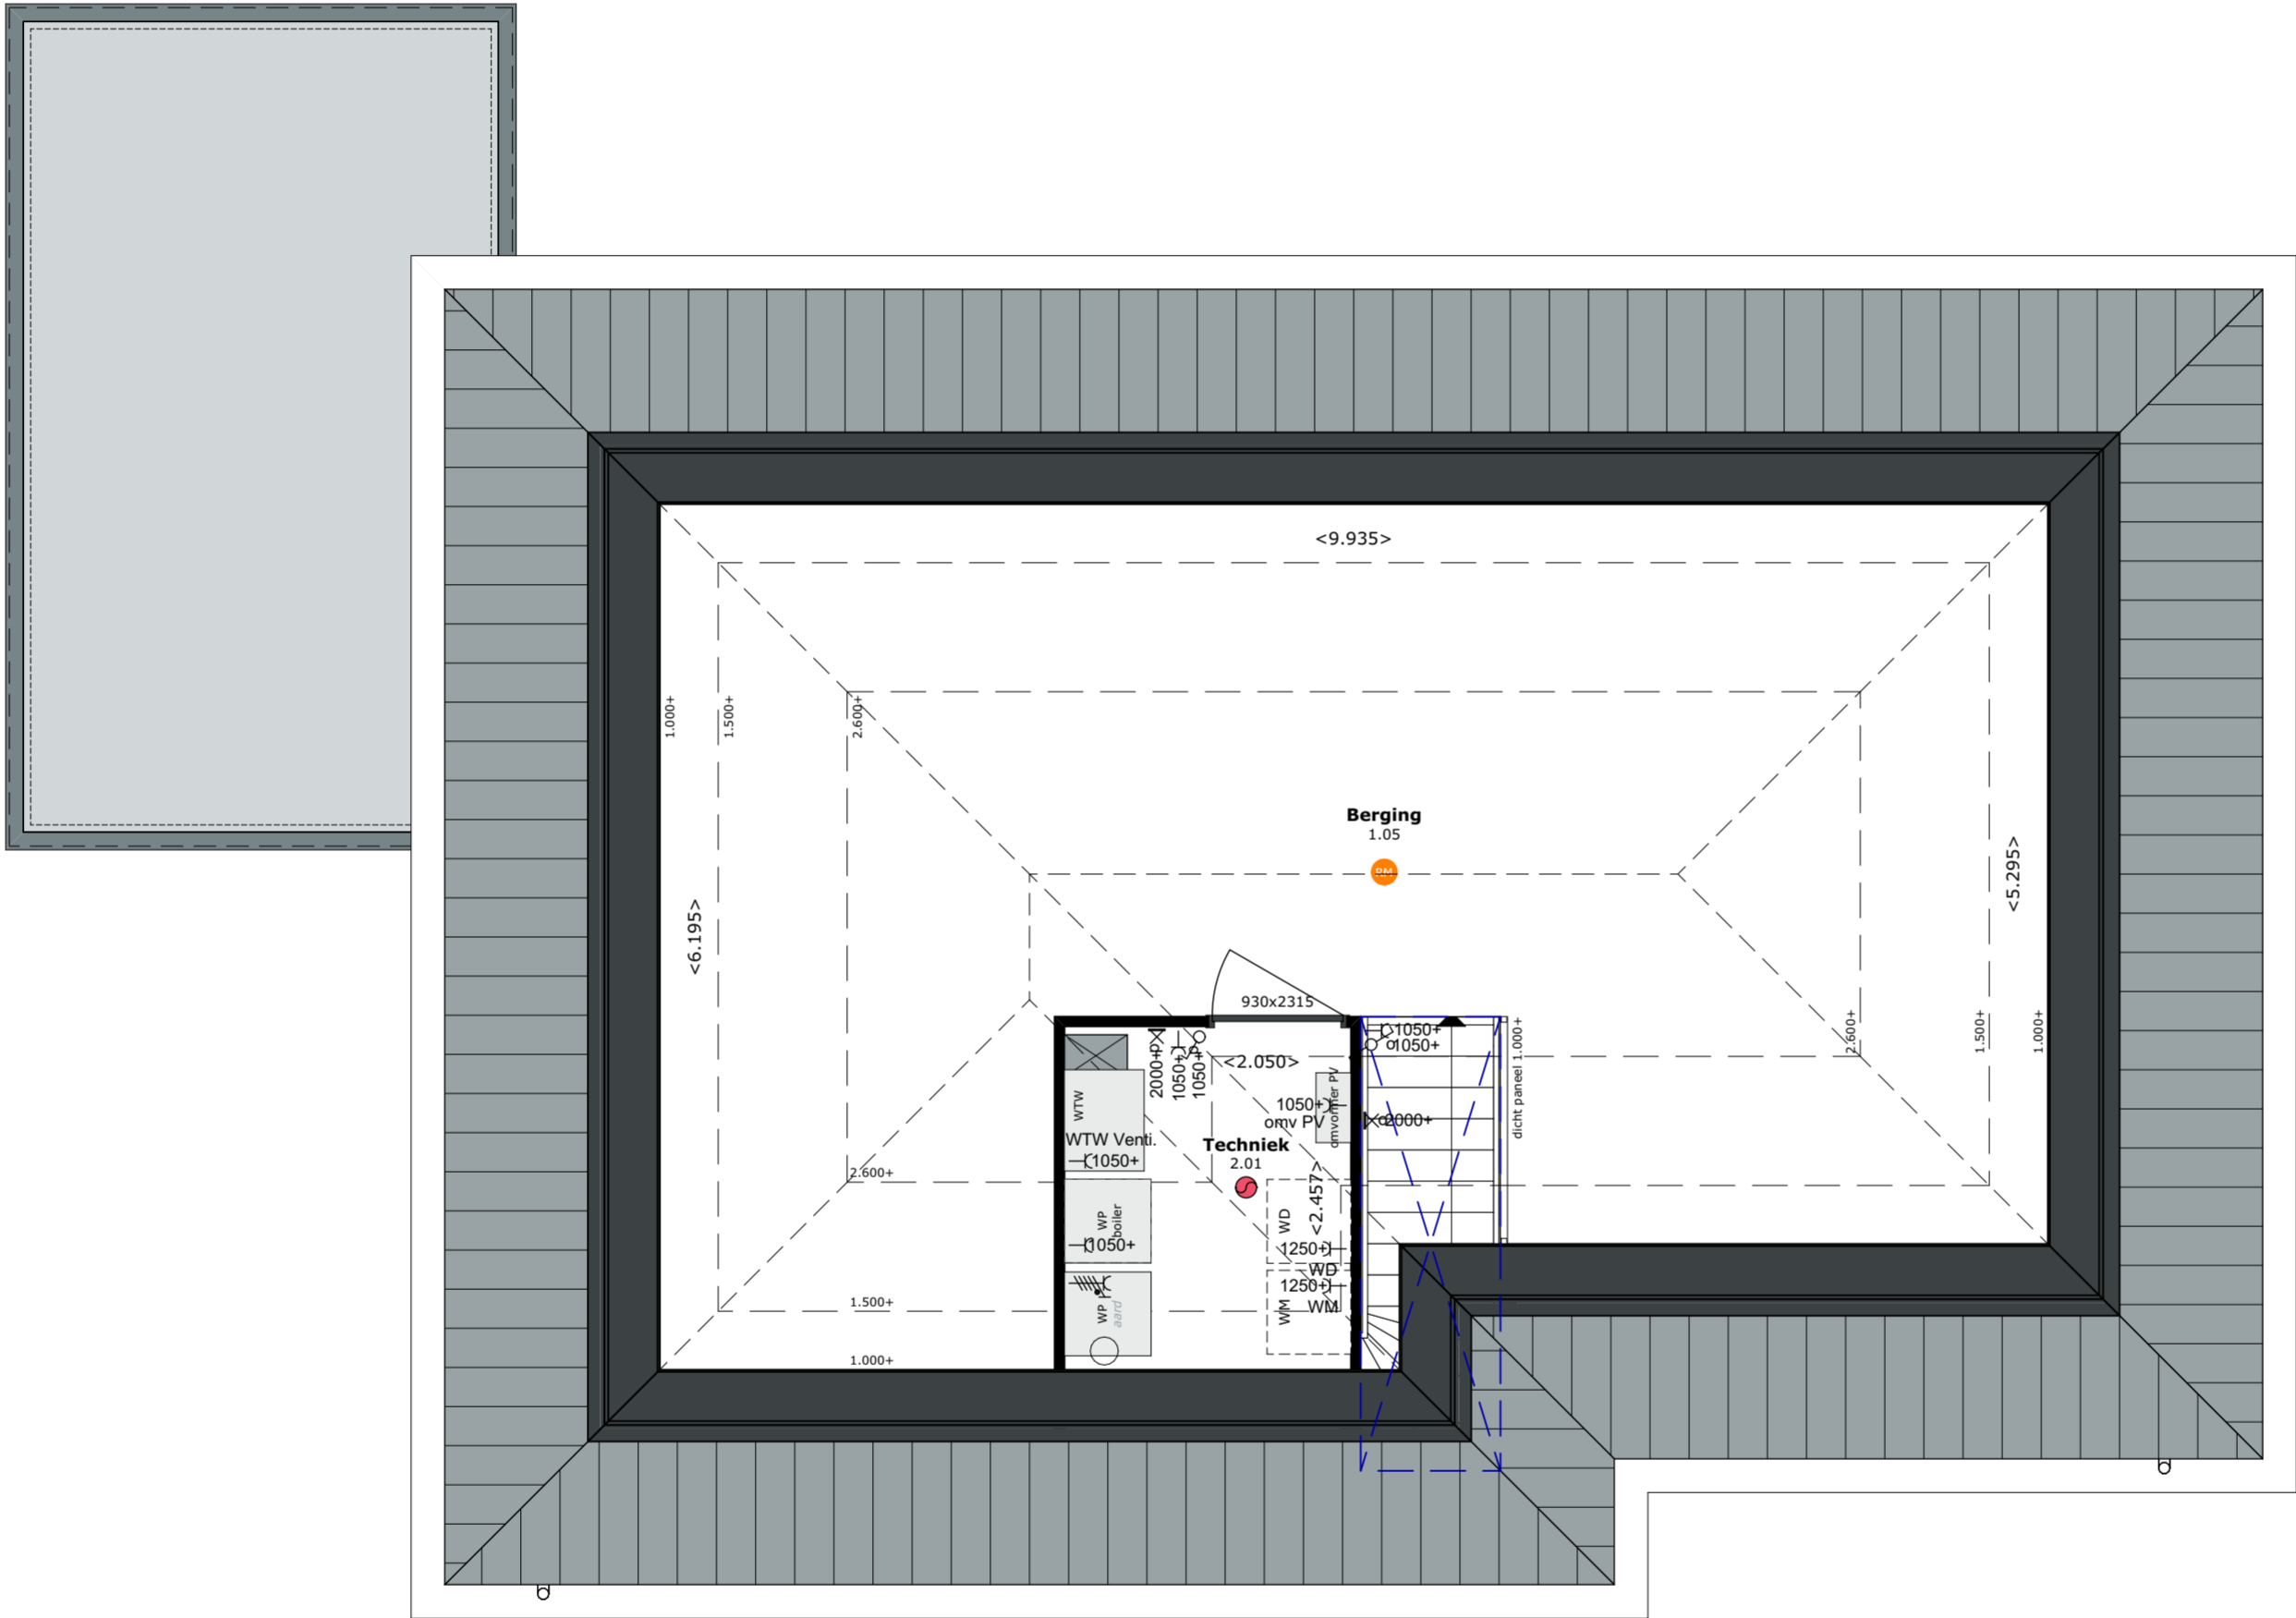 <9.935>
1.000+
1.500+
2.600+
Berging
1.05
RM
<6.195>
<5.295>
930x2315
2000+
1050+
1050+
<2.050>
1050+
1050+
dicht paneel 1.000+
2.600+
1.500+
1.000+
WTW
WTW Venti.
1050+
1050+
omv PV
omvormer PV
2000+
Techniek
2.01
<2.457>
2.600+
WP
boiler
1050+
WD
1250+
WD
1250+
WM
WM
WP
aard
1.500+
1.000+